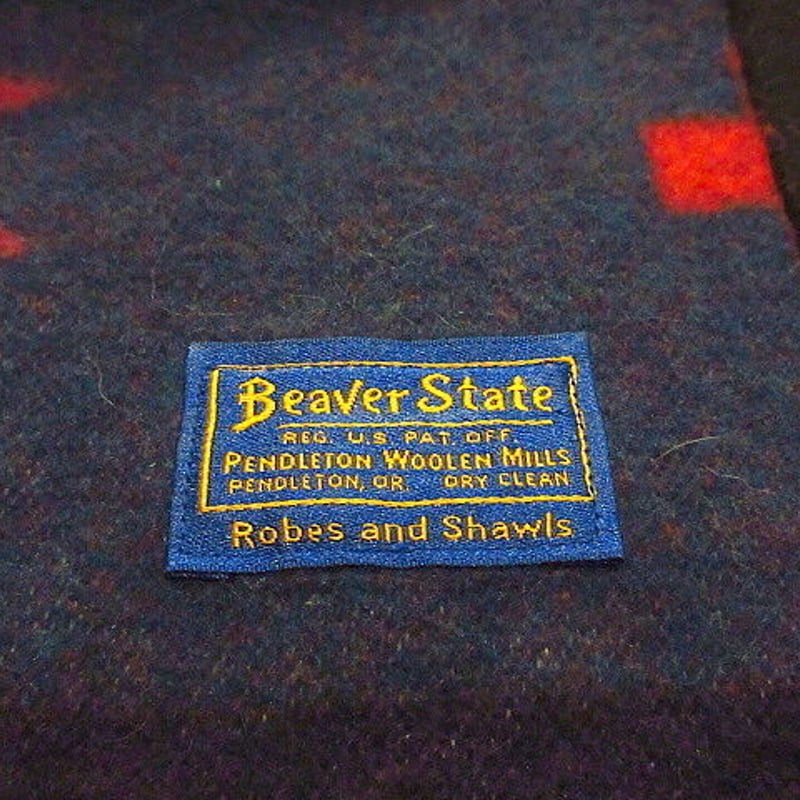 Beaver State
REG. U.S. PAT. OFF.
PENDLETON WOOLEN MILLS
PENDLETON, OR. DRY CLEAN
Robes and Shawls